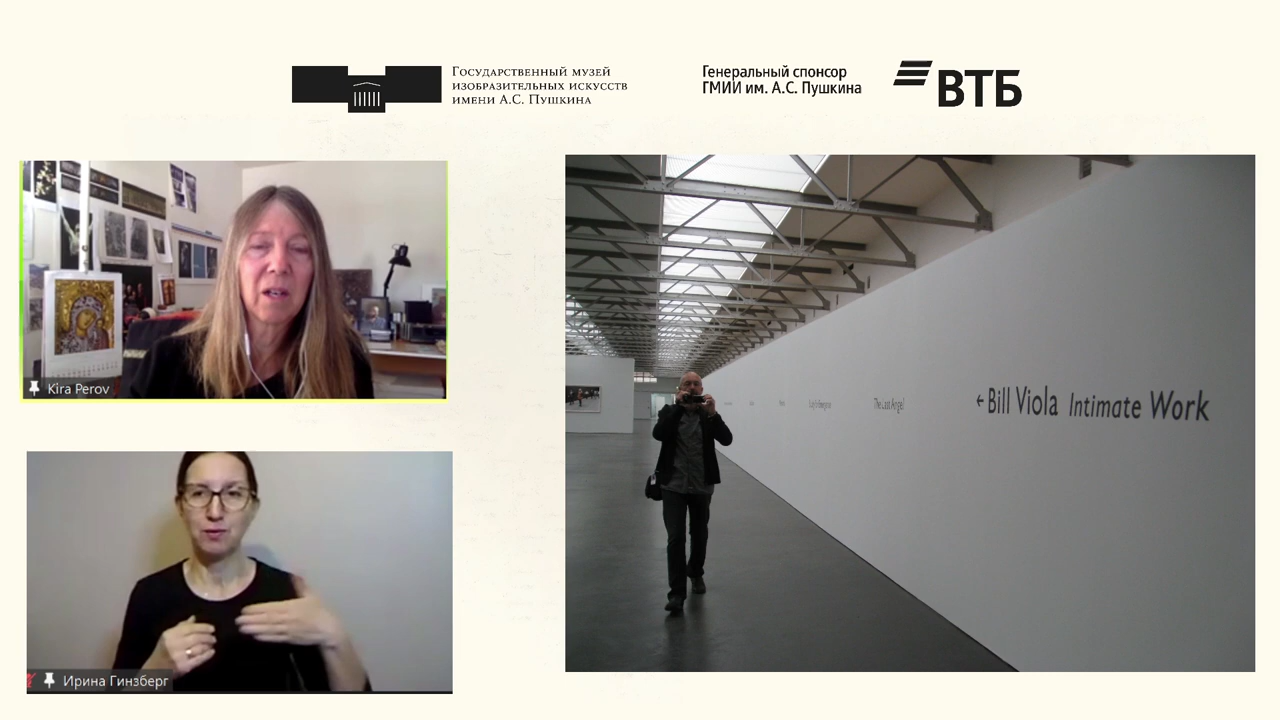 Государственный музей
изобразительных искусств
имени А.С. Пушкина
Генеральный спонсор
ГМИИ им. А.С. Пушкина
ВТБ
Kira Perov
Ирина Гинзберг
The Last Angel
← Bill Viola Intimate Work